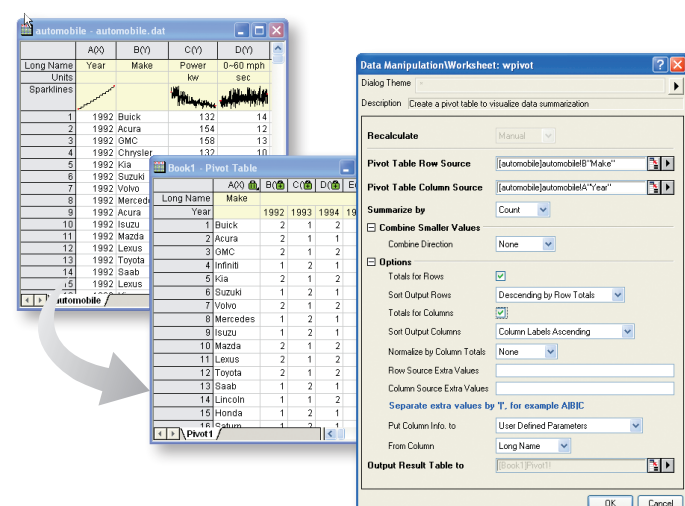 automobile - automobile.dat
A(X) B(Y) C(Y) D(Y)
Long Name Year Make Power 0~60 mph
Units kw sec
Sparklines
1 1992 Buick 132 14
2 1992 Acura 154 12
3 1992 GMC 158 13
4 1992 Chrysler 132 10
5 1992 Kia
6 1992 Suzuki
7 1992 Volvo
8 1992
9 1992 Acura
10 1992 Isuzu
11 1992 Mazda
12 1992 Lexus
13 1992 Toyota
14 1992 Saab
15 1992 Lexus
automobile
Book1 - Pivot Table
A(X) B(Y) C(Y) D(Y)
Long Name Make
Year 1992 1993 1994
1 Buick 2 1 2
2 Acura 1 2 1
3 GMC 2 1 2
4 Infiniti 1 2 1
5 Kia 2 1 2
6 Suzuki 1 2 1
7 Volvo 2 1 2
8 Mercedes 1 2 1
9 Isuzu 1 2 1
10 Mazda 2 1 2
11 Lexus 2 1 2
12 Toyota 2 1 2
13 Saab 1 2 1
14 Lincoln 1 1 2
15 Honda 1 2 1
16 Saturn 1 2 1
Pivot1
Data Manipulation\Worksheet: wpivot
Dialog Theme *
Description Create a pivot table to visualize data summarization
Recalculate Manual
Pivot Table Row Source [automobile]automobile!B"Make"
Pivot Table Column Source [automobile]automobile!A"Year"
Summarize by Count
Combine Smaller Values
Combine Direction None
Options
Totals for Rows
Sort Output Rows Descending by Row Totals
Totals for Columns
Sort Output Columns Column Labels Ascending
Normalize by Column Totals None
Row Source Extra Values
Column Source Extra Values
Separate extra values by '|', for example A|B|C
Put Column Info. to User Defined Parameters
From Column Long Name
Output Result Table to [Book1]Pivot1!
OK Cancel